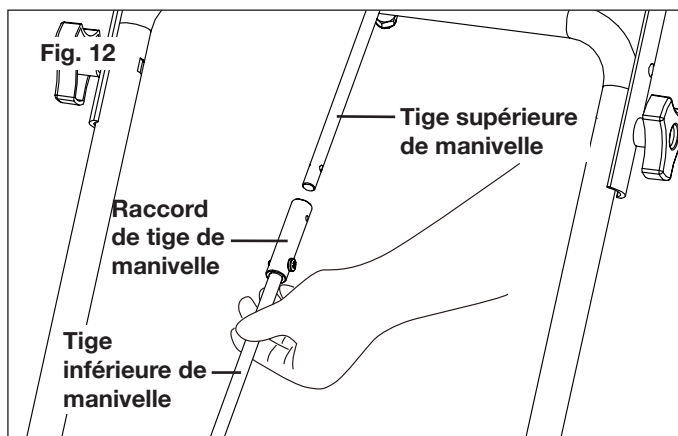 Fig. 12
Tige supérieure
de manivelle
Raccord
de tige de
manivelle
Tige
inférieure de
manivelle